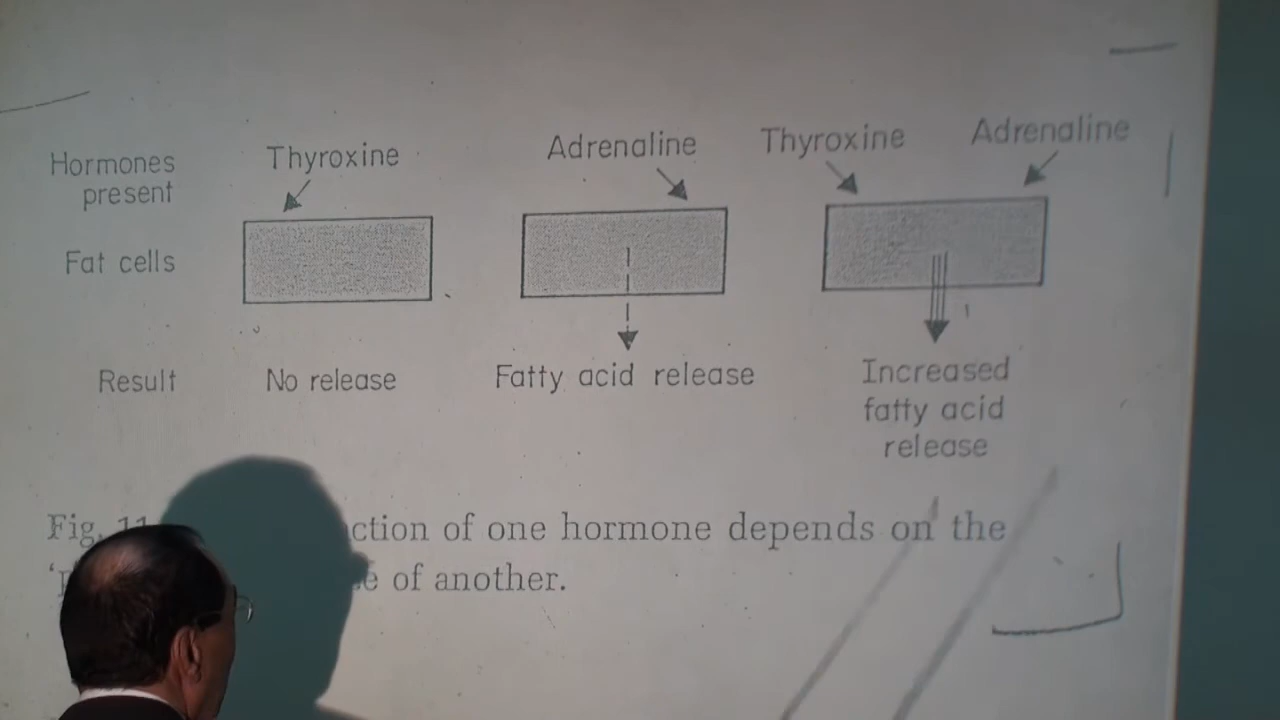 Hormones present
Thyroxine
Adrenaline
Thyroxine
Adrenaline
Fat cells
Result
No release
Fatty acid release
Increased
fatty acid
release
Fig. of one hormone depends on the
of another.